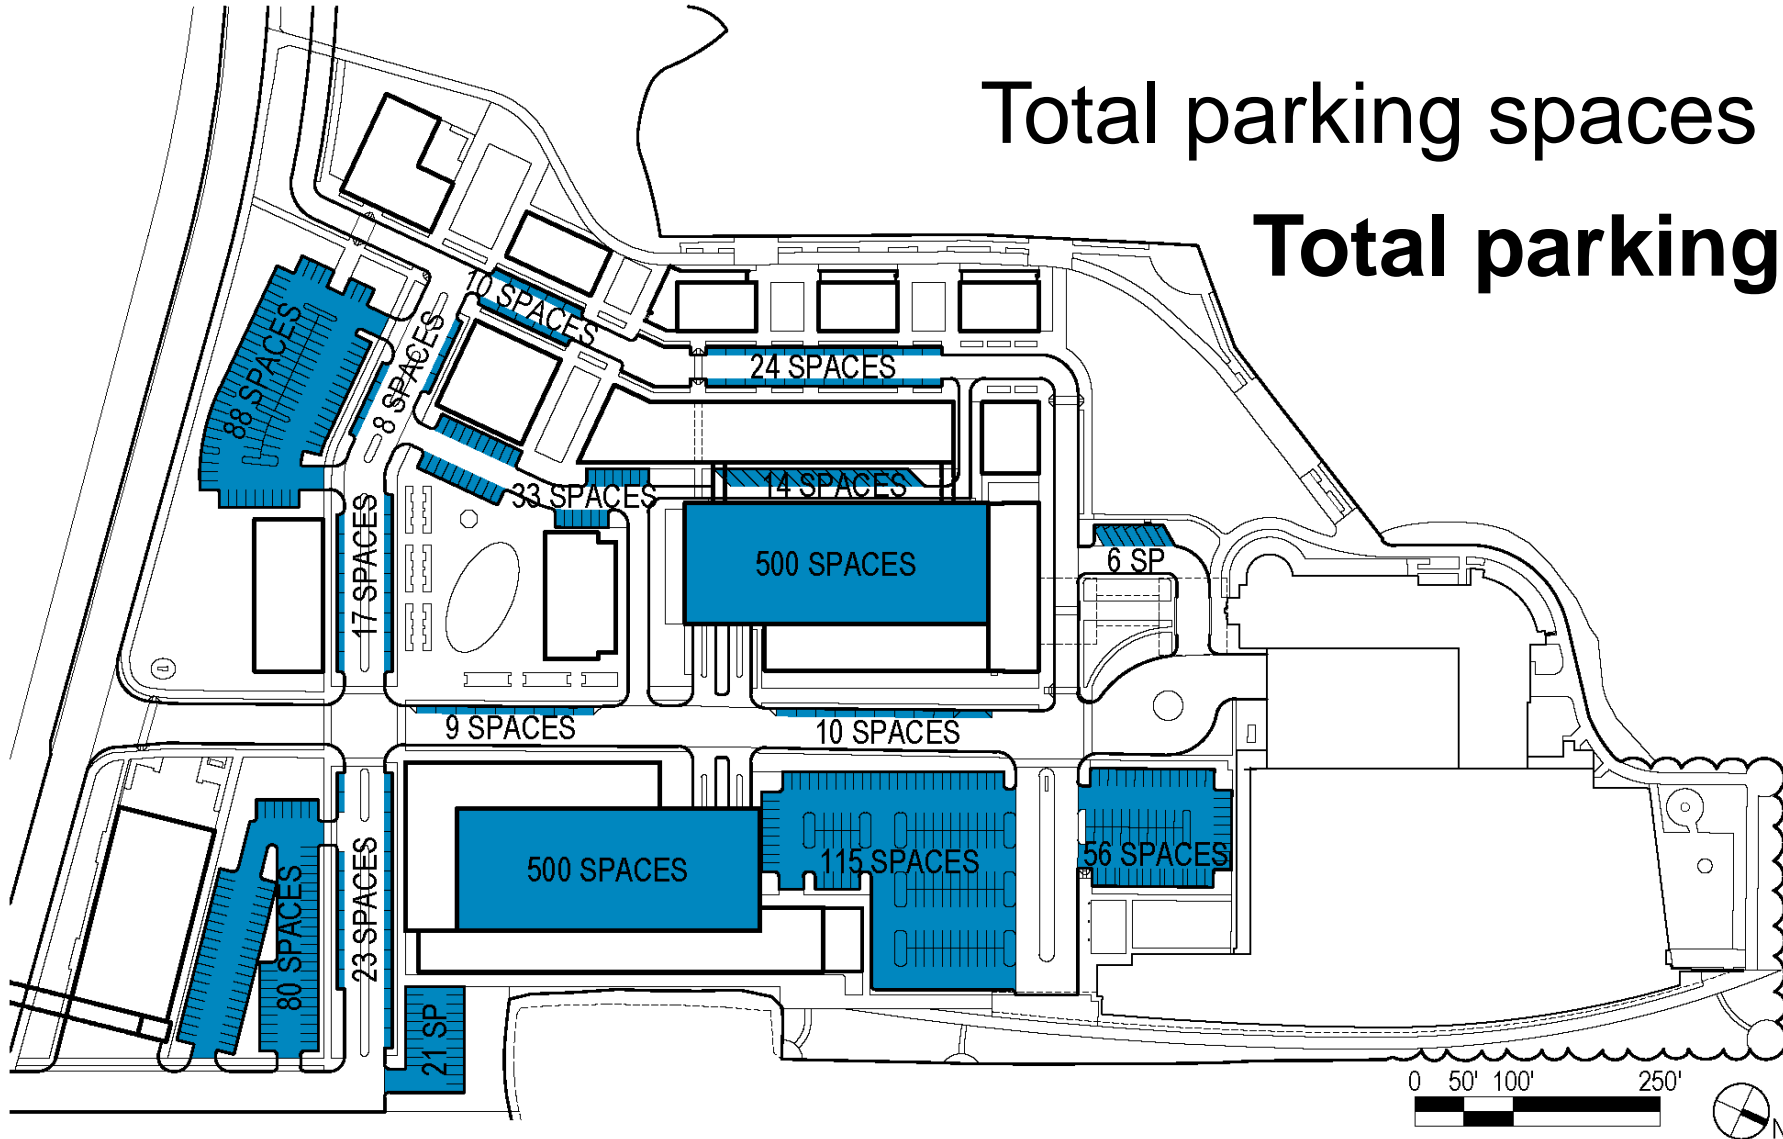 Total parking spaces
Total parking
10 SPACES
88 SPACES
8 SPACES
24 SPACES
33 SPACES
14 SPACES
17 SPACES
500 SPACES
6 SP
9 SPACES
10 SPACES
500 SPACES
115 SPACES
56 SPACES
80 SPACES
23 SPACES
21 SP
0 50' 100' 250'
N